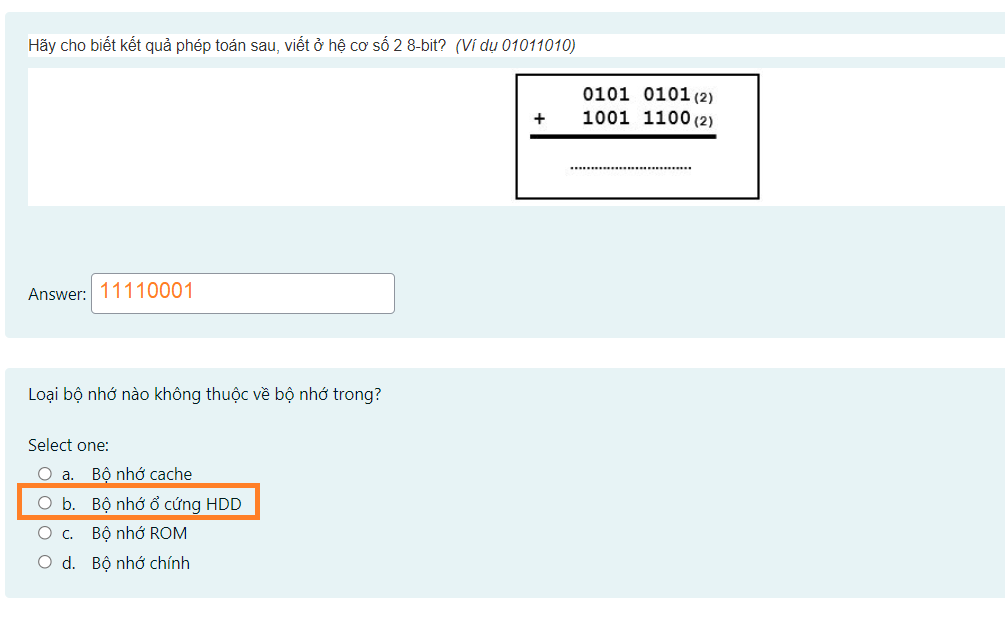 Hãy cho biết kết quả phép toán sau, viết ở hệ cơ số 2 8-bit? (Ví dụ 01011010)
0101 0101(2)
+ 1001 1100(2)
................................
Answer: 11110001
Loại bộ nhớ nào không thuộc về bộ nhớ trong?
Select one:
a. Bộ nhớ cache
b. Bộ nhớ ổ cứng HDD
c. Bộ nhớ ROM
d. Bộ nhớ chính